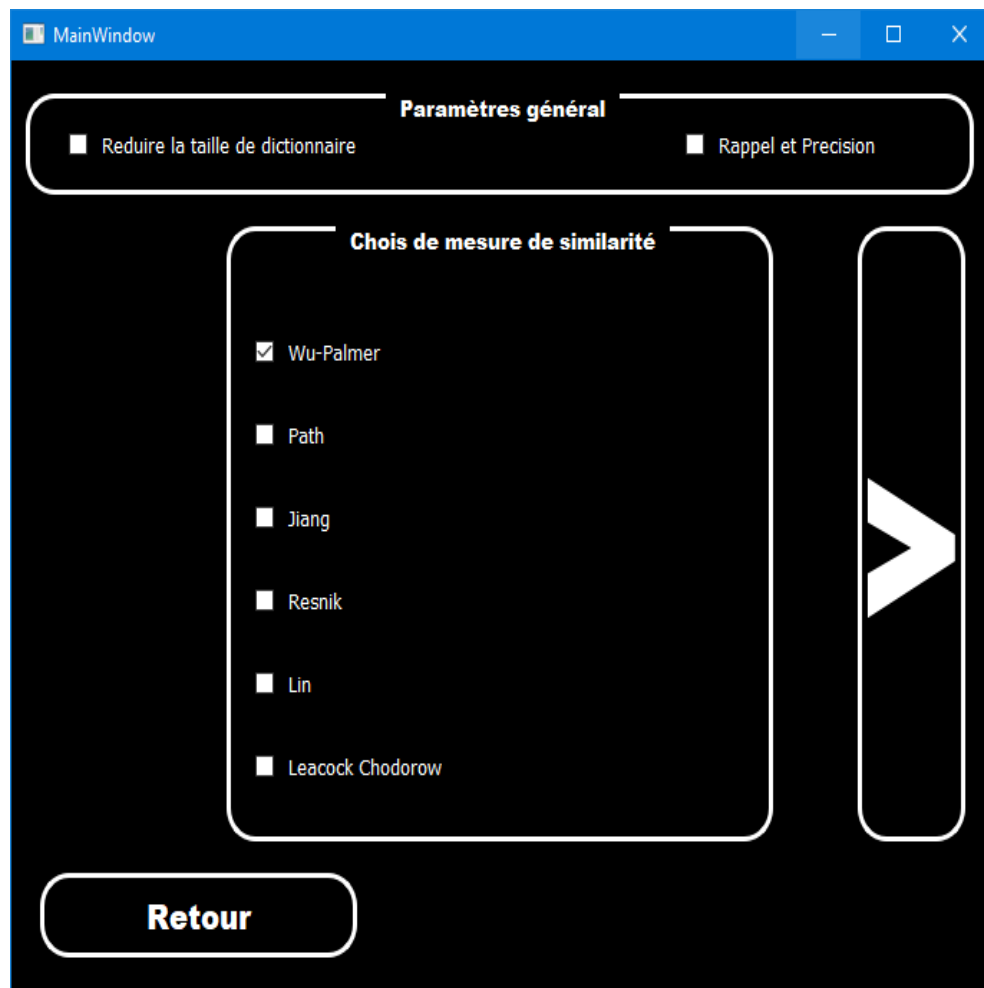 MainWindow
Paramètres général
Reduire la taille de dictionnaire
Rappel et Precision
Chois de mesure de similarité
Wu-Palmer
Path
Jiang
Resnik
Lin
Leacock Chodorow
>
Retour